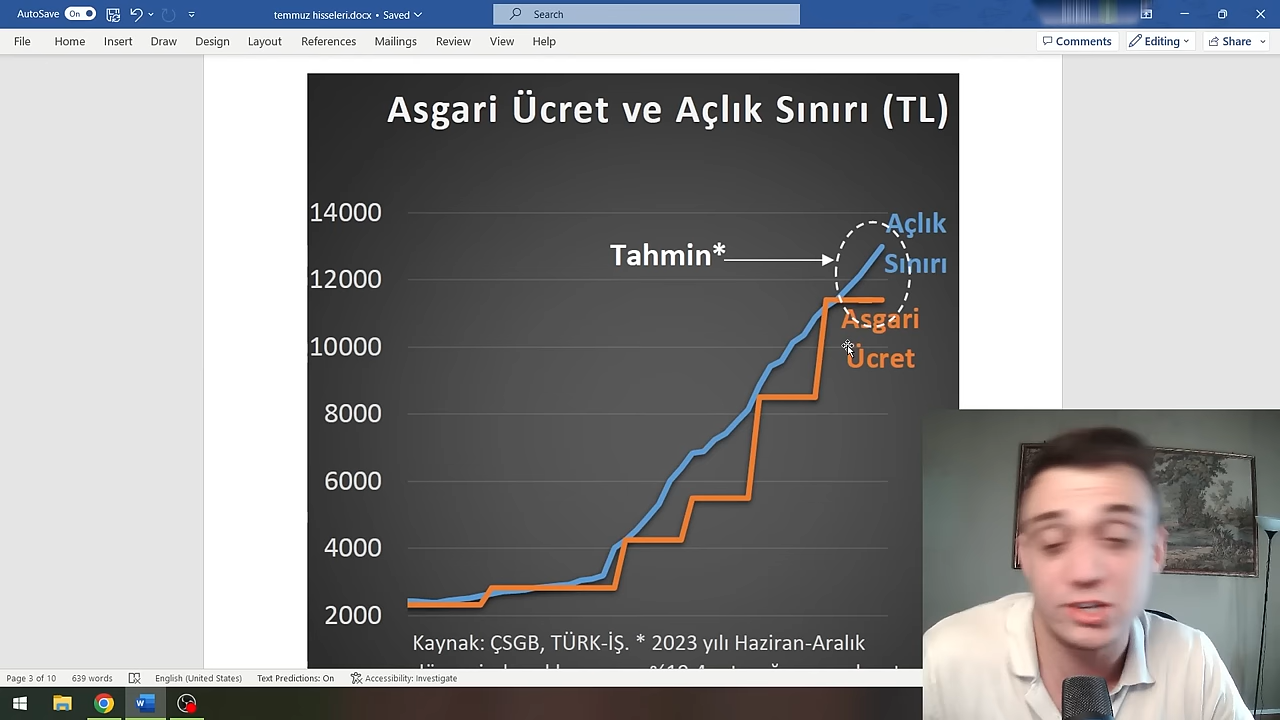 AutoSave On temmuz hisseleri.docx • Saved Search
File Home Insert Draw Design Layout References Mailings Review View Help Comments Editing Share
Asgari Ücret ve Açlık Sınırı (TL)
14000
12000
10000
8000
6000
4000
2000
Tahmin*
Açlık
Sınırı
Asgari
Ücret
Kaynak: ÇSGB, TÜRK-İŞ. * 2023 yılı Haziran-Aralık
Page 3 of 10 639 words English (United States) Text Predictions: On Accessibility: Investigate